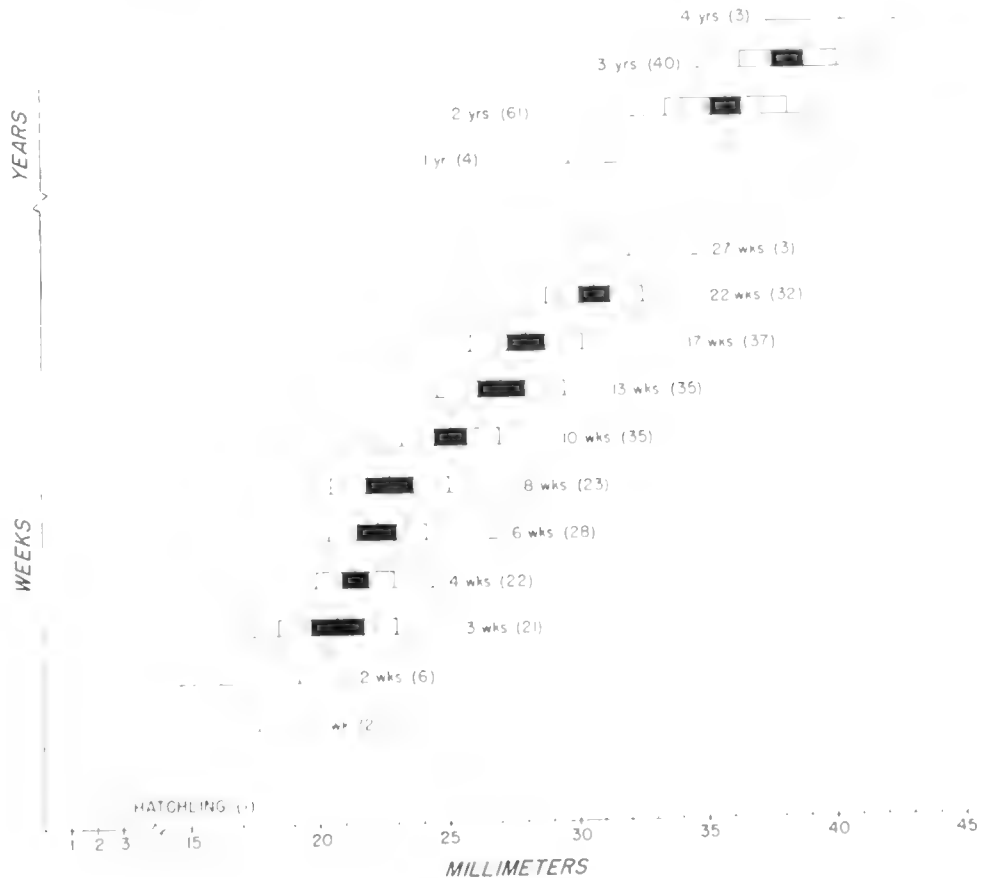 4 yrs (3)
3 yrs (40)
2 yrs (61)
YEARS
1 yr (4)
27 wks (3)
22 wks (32)
17 wks (37)
13 wks (35)
10 wks (35)
8 wks (23)
WEEKS
6 wks (28)
4 wks (22)
3 wks (21)
2 wks (6)
wk
HATCHLING
1 2 3 15 20 25 30 35 40 45
MILLIMETERS